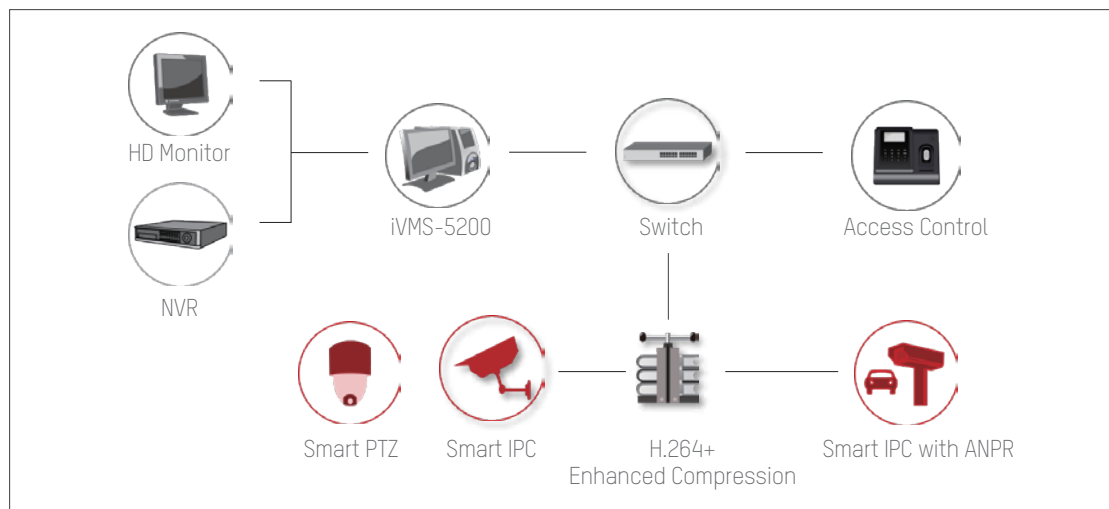 HD Monitor
iVMS-5200
Switch
Access Control
NVR
Smart PTZ
Smart IPC
H.264+
Enhanced Compression
Smart IPC with ANPR